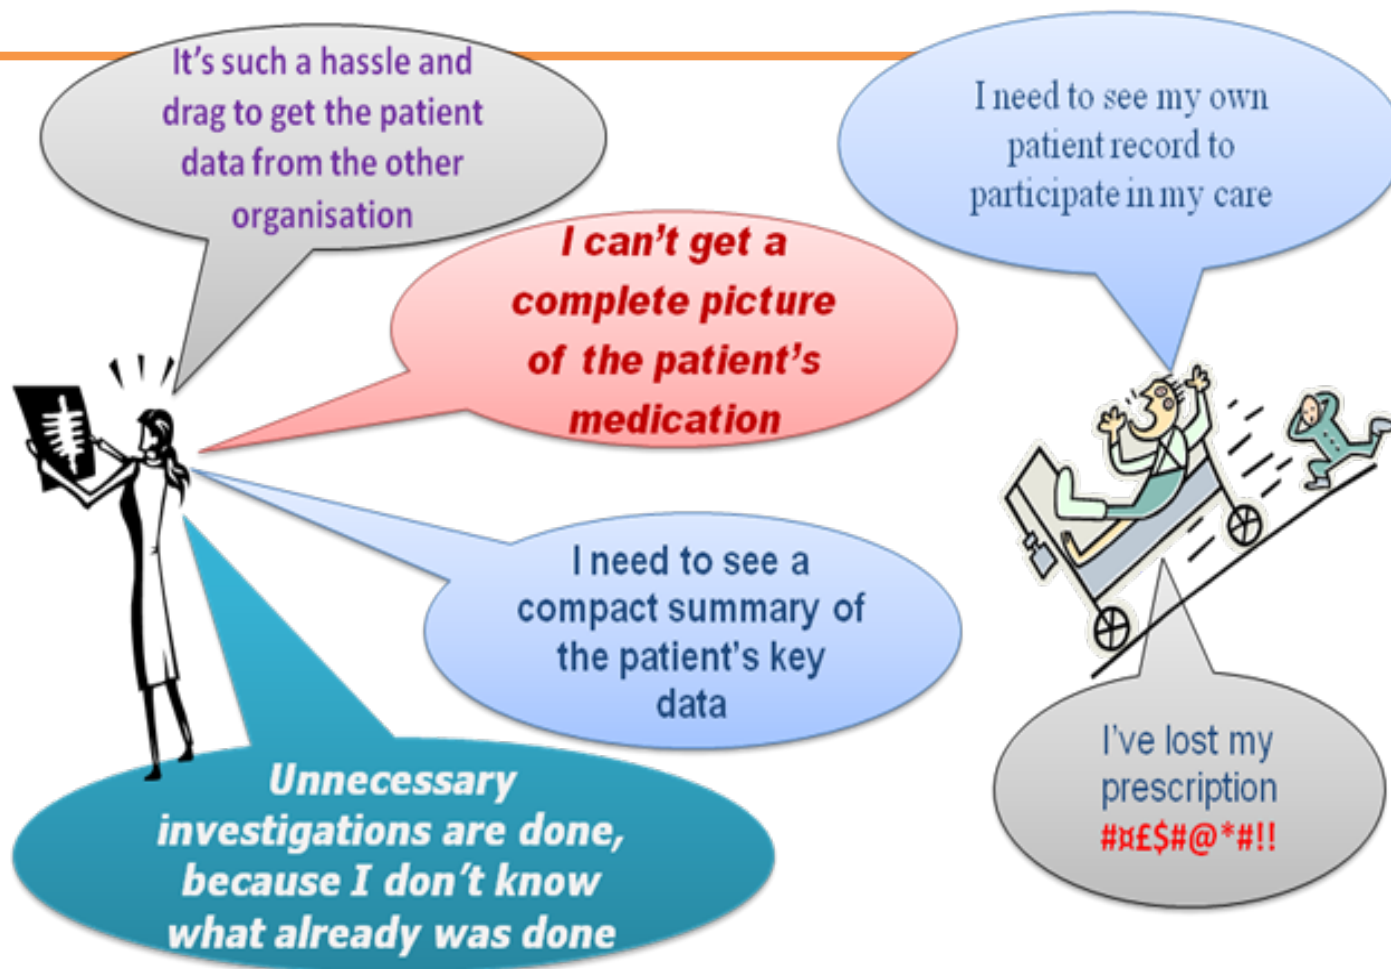 It's such a hassle and
drag to get the patient
data from the other
organisation
I need to see my own
patient record to
participate in my care
I can't get a
complete picture
of the patient's
medication
I need to see a
compact summary of
the patient's key
data
I've lost my
prescription
#¤£$#@*#!!
Unnecessary
investigations are done,
because I don't know
what already was done